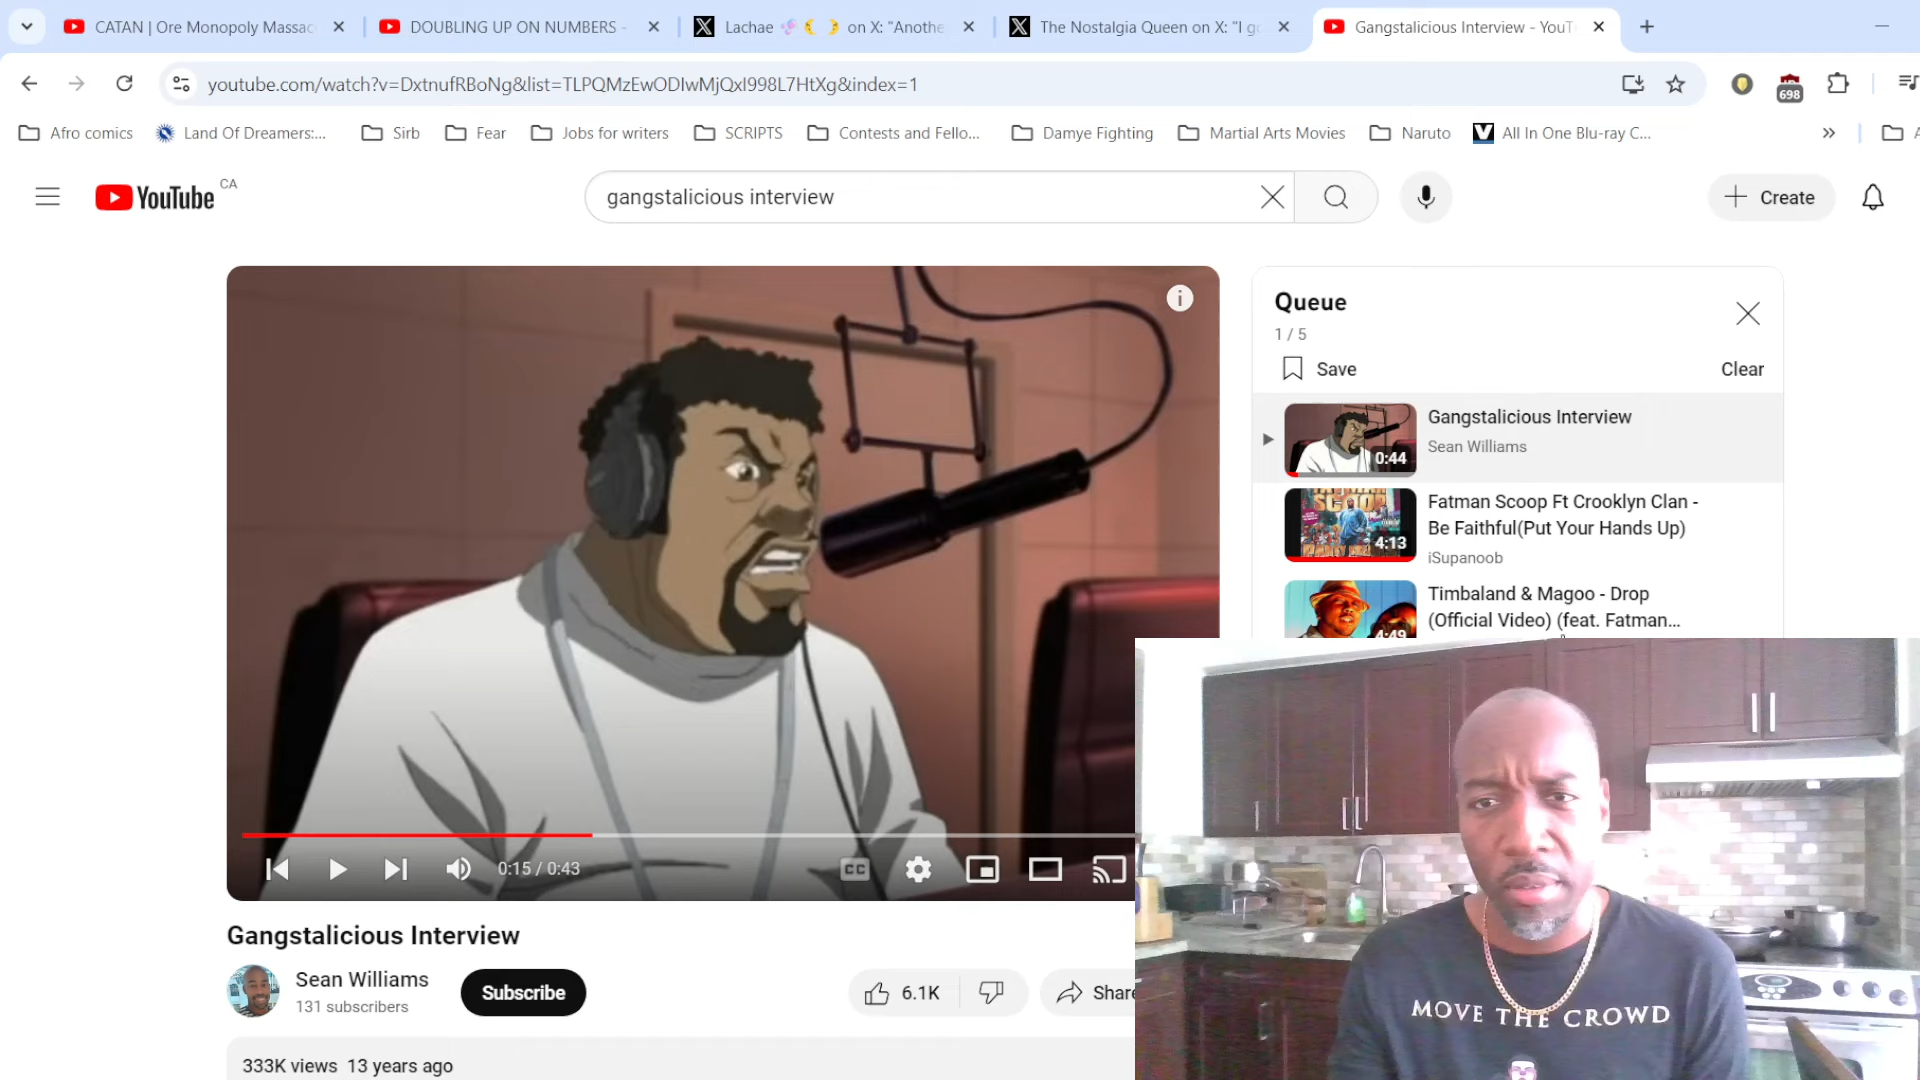 CATAN | Ore Monopoly Massac
DOUBLING UP ON NUMBERS -
Lachae on X: "Anothe
The Nostalgia Queen on X: "I go
Gangstalicious Interview - YouT
youtube.com/watch?v=DxtnufRBoNg&list=TLPQMzEwODIwMjQxI998L7HtXg&index=1
698
Afro comics
Land Of Dreamers:...
Sirb
Fear
Jobs for writers
SCRIPTS
Contests and Fello...
Damye Fighting
Martial Arts Movies
Naruto
All In One Blu-ray C...
YouTube CA
gangstalicious interview
Create
Queue
1 / 5
Save
Clear
Gangstalicious Interview
Sean Williams
0:44
Fatman Scoop Ft Crooklyn Clan -
Be Faithful(Put Your Hands Up)
iSupanoob
4:13
Timbaland & Magoo - Drop
(Official Video) (feat. Fatman...
4:49
0:15 / 0:43
CC
Gangstalicious Interview
Sean Williams
131 subscribers
Subscribe
6.1K
Share
333K views 13 years ago
MOVE THE CROWD